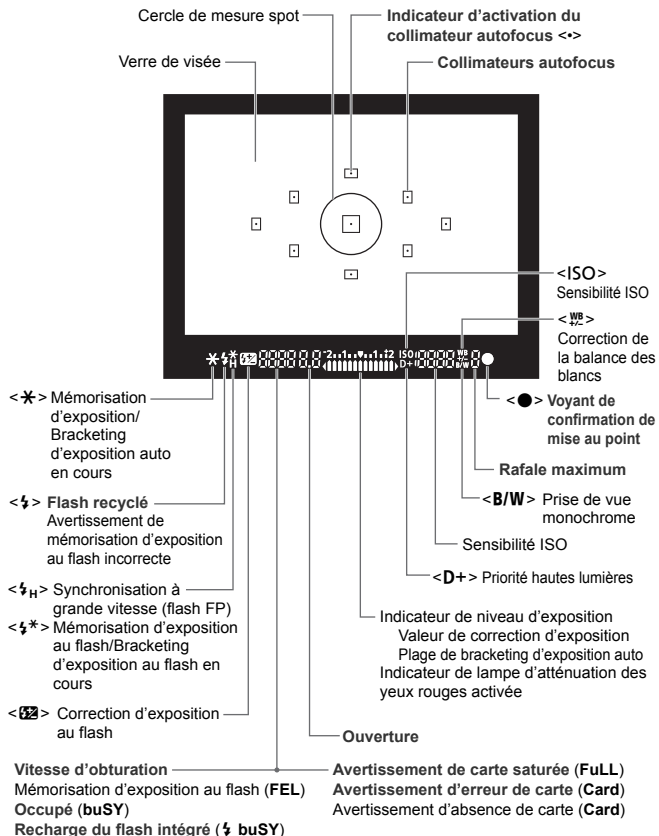 Cercle de mesure spot
Indicateur d'activation du
collimateur autofocus <•>
Verre de visée
Collimateurs autofocus
<ISO>
Sensibilité ISO
<WB +/->
Correction de
la balance des
blancs
<●> Voyant de
confirmation de
mise au point
Rafale maximum
<B/W> Prise de vue
monochrome
Sensibilité ISO
<D+> Priorité hautes lumières
<✱> Mémorisation
d'exposition/
Bracketing
d'exposition auto
en cours
<⚡> Flash recyclé
Avertissement de
mémorisation d'exposition
au flash incorrecte
<⚡H> Synchronisation à
grande vitesse (flash FP)
<⚡*> Mémorisation d'exposition
au flash/Bracketing
d'exposition au flash en
cours
<⚡±> Correction d'exposition
au flash
Indicateur de niveau d'exposition
Valeur de correction d'exposition
Plage de bracketing d'exposition auto
Indicateur de lampe d'atténuation des
yeux rouges activée
Ouverture
Vitesse d'obturation
Mémorisation d'exposition au flash (FEL)
Occupé (buSY)
Recharge du flash intégré (⚡ buSY)
Avertissement de carte saturée (FuLL)
Avertissement d'erreur de carte (Card)
Avertissement d'absence de carte (Card)